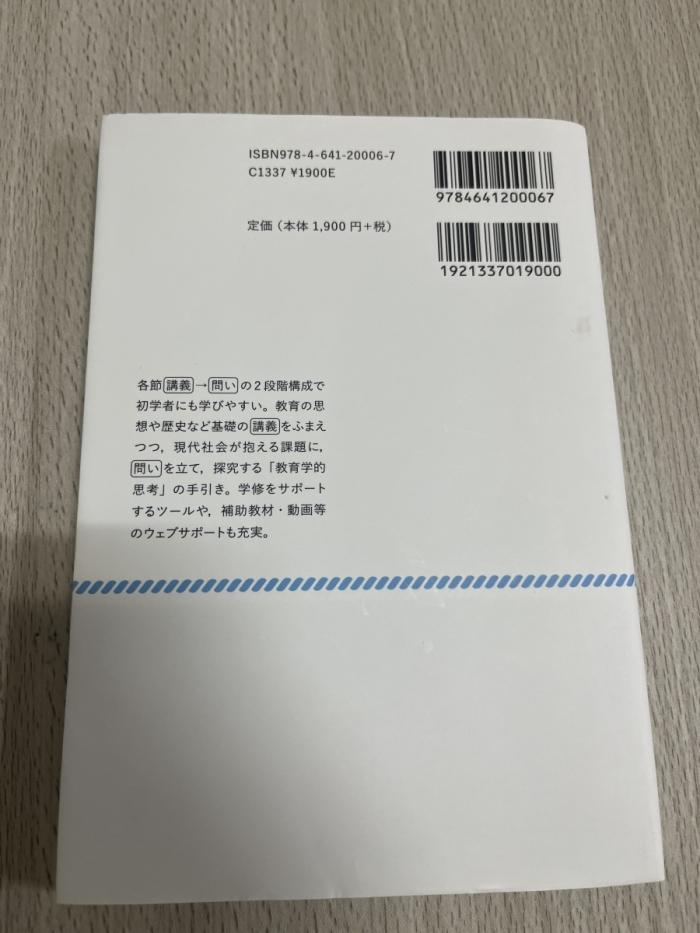 ISBN978-4-641-20006-7
C1337 ¥1900E
9784641200067
定価（本体 1,900 円＋税）
1921337019000
各節講義→問いの2段階構成で
初学者にも学びやすい。教育の思
想や歴史など基礎の講義をふまえ
つつ，現代社会が抱える課題に，
問いを立て，探究する「教育学的
思考」の手引き。学修をサポート
するツールや，補助教材・動画等
のウェブサポートも充実。